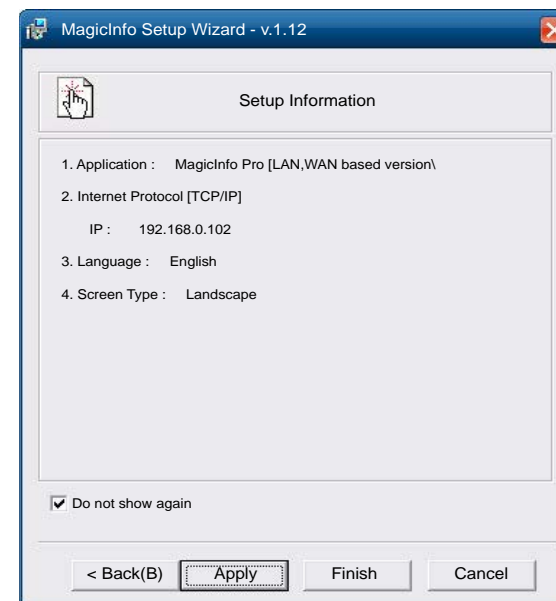 MagicInfo Setup Wizard - v.1.12
Setup Information
1. Application : MagicInfo Pro [LAN,WAN based version\
2. Internet Protocol [TCP/IP]
IP : 192.168.0.102
3. Language : English
4. Screen Type : Landscape
Do not show again
< Back(B) Apply Finish Cancel